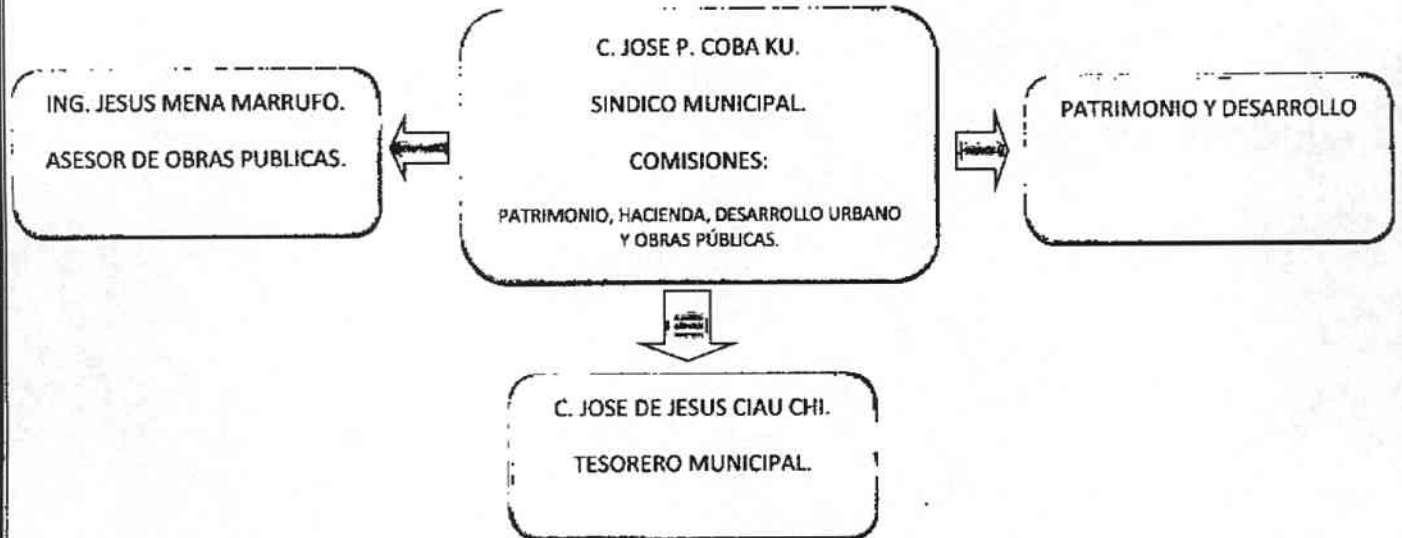 C. JOSE P. COBA KU.
SINDICO MUNICIPAL.
COMISIONES:
PATRIMONIO, HACIENDA, DESARROLLO URBANO
Y OBRAS PÚBLICAS.
ING. JESUS MENA MARRUFO.
ASESOR DE OBRAS PUBLICAS.
PATRIMONIO Y DESARROLLO
C. JOSE DE JESUS CIAU CHI.
TESORERO MUNICIPAL.